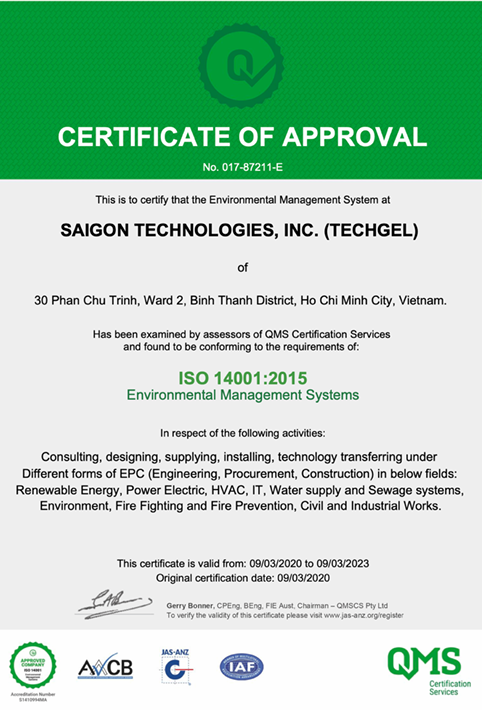 CERTIFICATE OF APPROVAL
No. 017-87211-E
This is to certify that the Environmental Management System at
SAIGON TECHNOLOGIES, INC. (TECHGEL)
of
30 Phan Chu Trinh, Ward 2, Binh Thanh District, Ho Chi Minh City, Vietnam.
Has been examined by assessors of QMS Certification Services
and found to be conforming to the requirements of:
ISO 14001:2015
Environmental Management Systems
In respect of the following activities:
Consulting, designing, supplying, installing, technology transferring under
Different forms of EPC (Engineering, Procurement, Construction) in below fields:
Renewable Energy, Power Electric, HVAC, IT, Water supply and Sewage systems,
Environment, Fire Fighting and Fire Prevention, Civil and Industrial Works.
This certificate is valid from: 09/03/2020 to 09/03/2023
Original certification date: 09/03/2020
Gerry Bonner, CPEng, BEng, FIE Aust, Chairman – QMSCS Pty Ltd
To verify the validity of this certificate please visit www.jas-anz.org/register
APPROVED
COMPANY
ISO 14001
Accreditation Number
AWCB
JAS-ANZ
IAF
QMS
Certification
Services